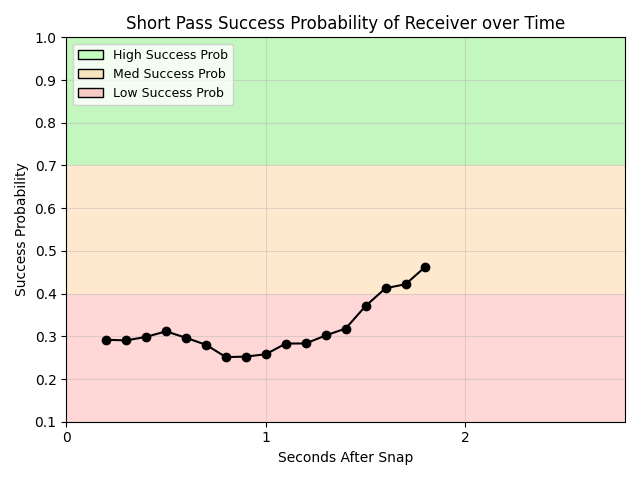 Short Pass Success Probability of Receiver over Time
1.0
High Success Prob
Med Success Prob
Low Success Prob
0.9
0.8
0.7
0.6
0.5
0.4
0.3
0.2
0.1
Success Probability
0 1 2
Seconds After Snap